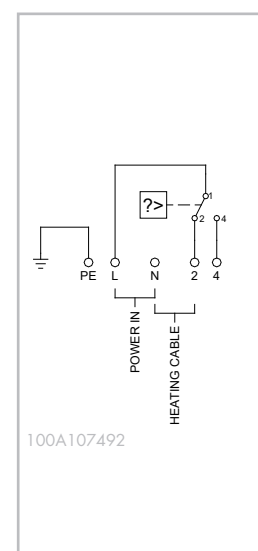 1
?>
2 4
PE L N 2 4
POWER IN
HEATING CABLE
100A107492